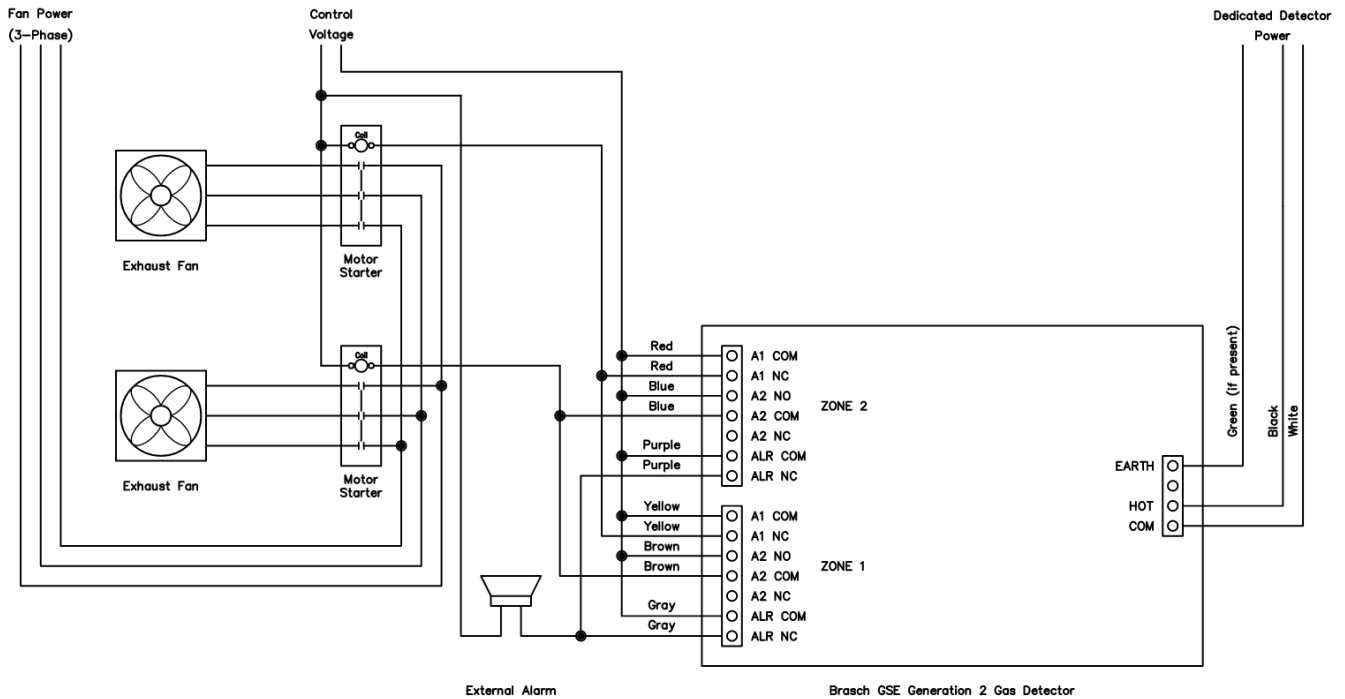 Fan Power
(3-Phase)
Control
Voltage
Dedicated Detector
Power
Coil
Exhaust Fan
Motor
Starter
Coil
Exhaust Fan
Motor
Starter
Red
Red
Blue
Blue
Purple
Purple
Yellow
Yellow
Brown
Brown
Gray
Gray
A1 COM
A1 NC
A2 NO
A2 COM
A2 NC
ALR COM
ALR NC
ZONE 2
A1 COM
A1 NC
A2 NO
A2 COM
A2 NC
ALR COM
ALR NC
ZONE 1
EARTH
HOT
COM
Green (if present)
Black
White
External Alarm
Brasch GSE Generation 2 Gas Detector